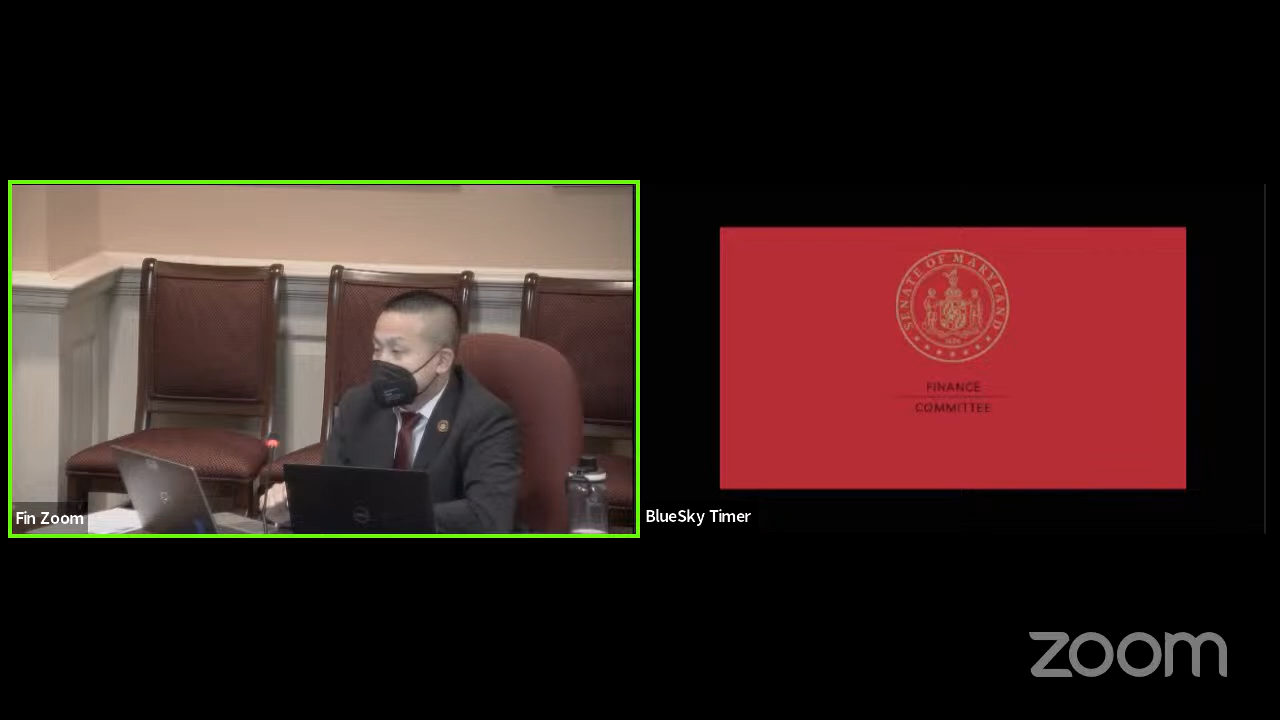 SENATE OF MARYLAND
FINANCE
COMMITTEE
Fin Zoom
BlueSky Timer
zoom